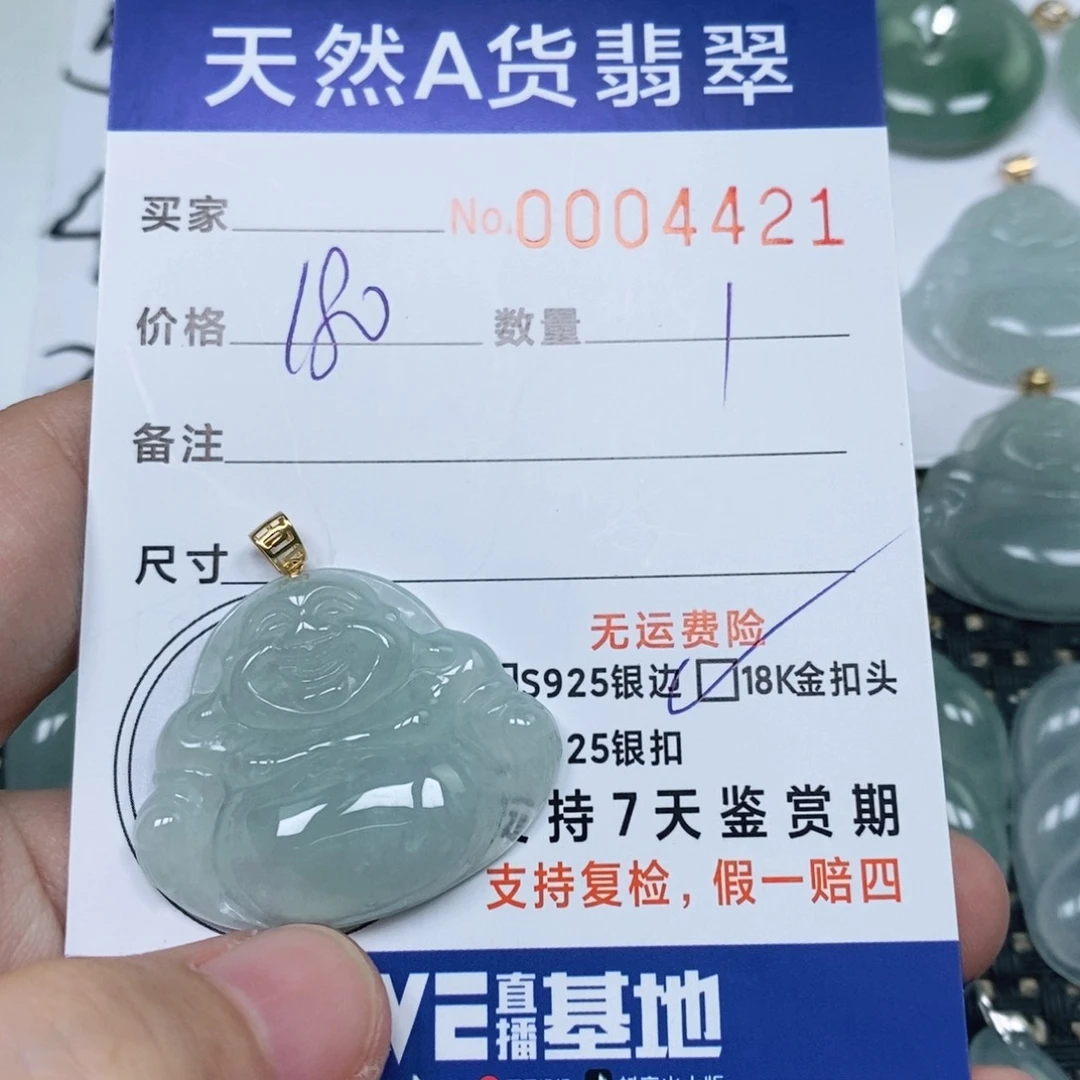 天然A货翡翠
买家 No.0004421
价格 180 数量 1
备注
尺寸
无运费险
S925银边 18K金扣头
25银扣
持7天鉴赏期
支持复检，假一赔四
VE直播基地